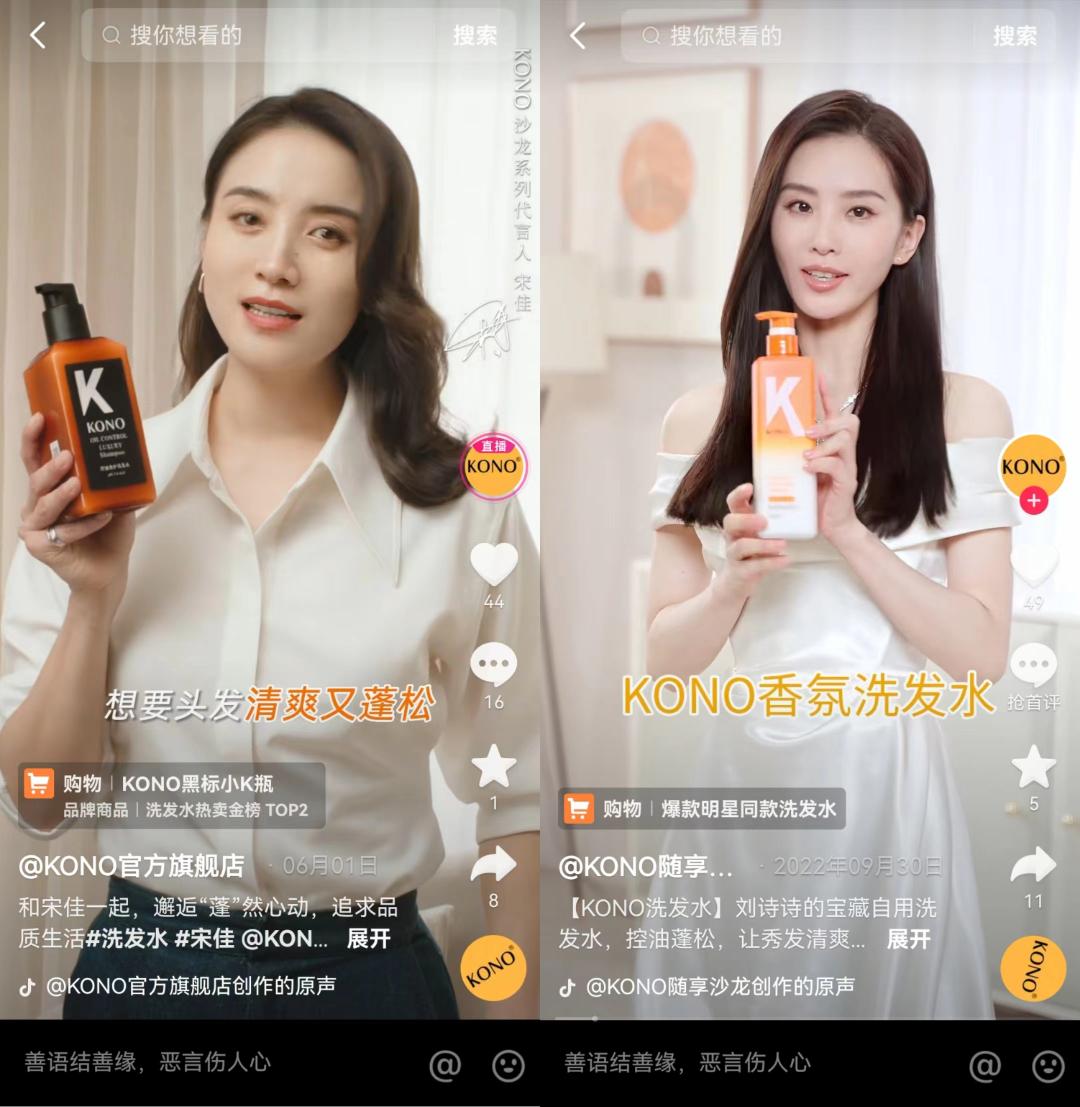 搜你想看的
搜索
KONO 沙龙系列代言人 宋佳
K
KONO
OIL CONTROL
LUXURY
Shampoo
直播
KONO
44
16
想要头发清爽又蓬松
1
购物 | KONO黑标小K瓶
品牌商品 | 洗发水热卖金榜 TOP2
@KONO官方旗舰店 · 06月01日
8
和宋佳一起，邂逅“蓬”然心动，追求品
质生活#洗发水 #宋佳 @KON... 展开
KONO
@KONO官方旗舰店创作的原声
善语结善缘，恶言伤人心
@
搜你想看的
搜索
K
KONO
49
KONO香氛洗发水
抢首评
5
购物 | 爆款明星同款洗发水
@KONO随享... · 2022年09月30日
11
【KONO洗发水】刘诗诗的宝藏自用洗
发水，控油蓬松，让秀发清爽... 展开
KONO
@KONO随享沙龙创作的原声
善语结善缘，恶言伤人心
@